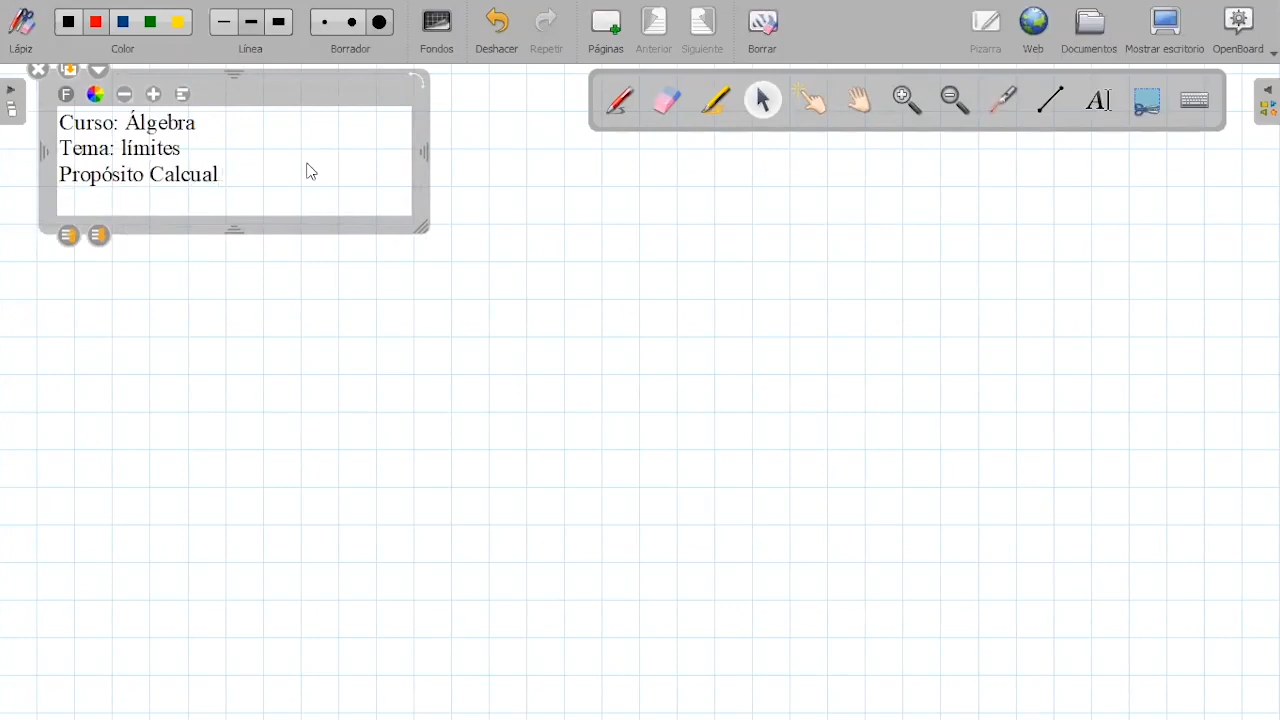 Lápiz
Color
Línea
Borrador
Fondos
Deshacer
Repetir
Páginas
Anterior
Siguiente
Borrar
Pizarra
Web
Documentos
Mostrar escritorio
OpenBoard
F
AI
Curso: Álgebra
Tema: límites
Propósito Calcual